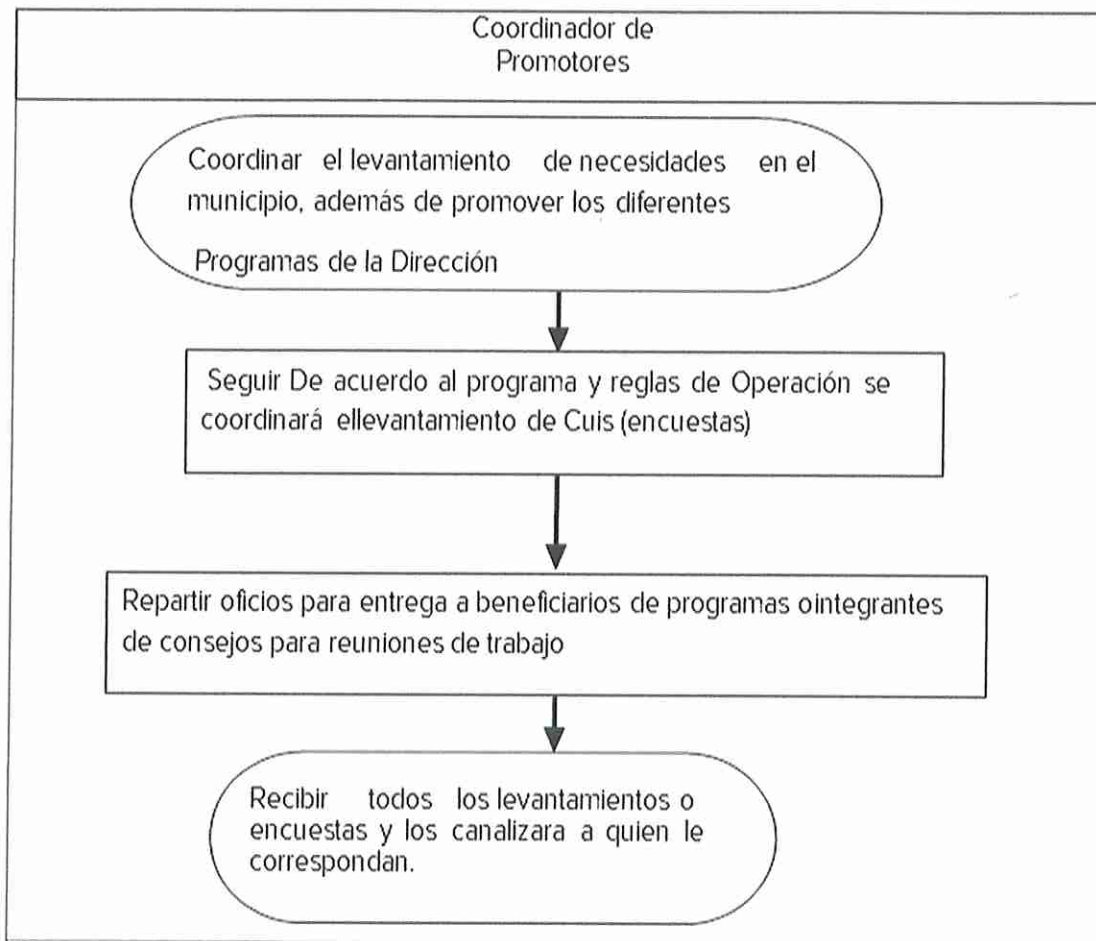 Coordinador de
Promotores
Coordinar el levantamiento de necesidades en el
municipio, además de promover los diferentes
Programas de la Dirección
Seguir De acuerdo al programa y reglas de Operación se
coordinará ellevantamiento de Cuis (encuestas)
Repartir oficios para entrega a beneficiarios de programas ointegrantes
de consejos para reuniones de trabajo
Recibir todos los levantamientos o
encuestas y los canalizara a quien le
correspondan.